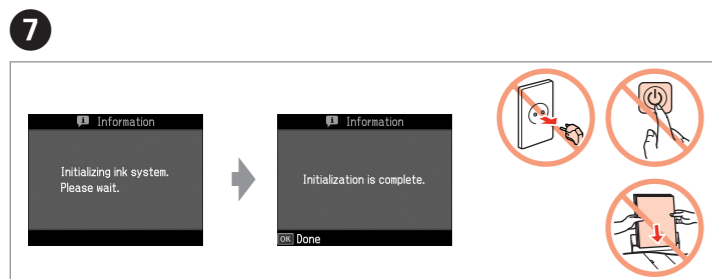 7
Information
Initializing ink system.
Please wait.
Information
Initialization is complete.
OK Done